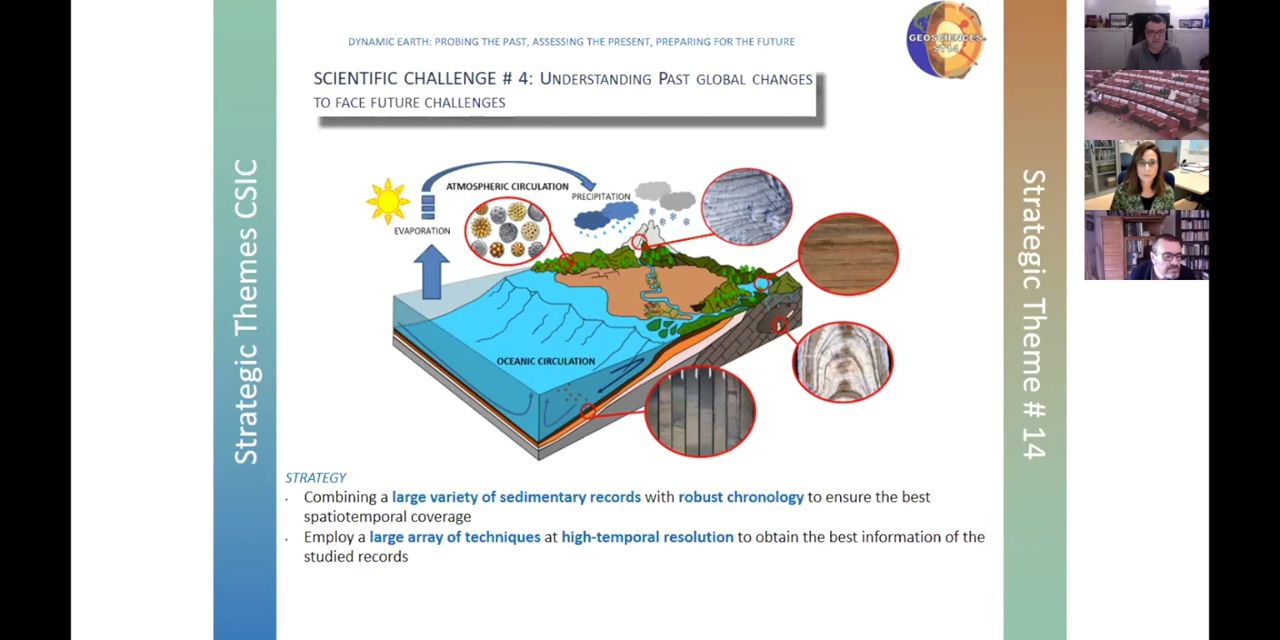 DYNAMIC EARTH: PROBING THE PAST, ASSESSING THE PRESENT, PREPARING FOR THE FUTURE
GEOSCIENCES-
ST14
SCIENTIFIC CHALLENGE # 4: UNDERSTANDING PAST GLOBAL CHANGES
TO FACE FUTURE CHALLENGES
Strategic Themes CSIC
ATMOSPHERIC CIRCULATION
PRECIPITATION
EVAPORATION
OCEANIC CIRCULATION
Strategic Theme # 14
STRATEGY
· Combining a large variety of sedimentary records with robust chronology to ensure the best
spatiotemporal coverage
· Employ a large array of techniques at high-temporal resolution to obtain the best information of the
studied records